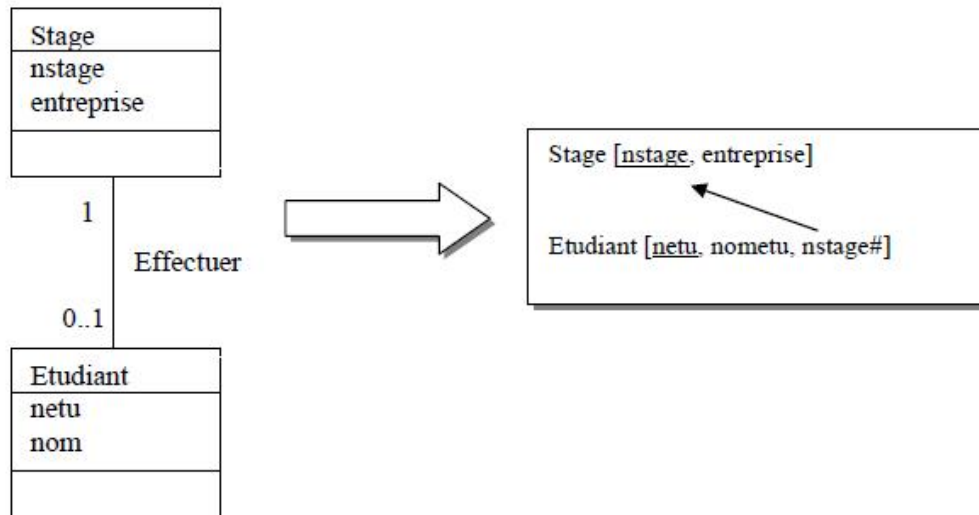 Stage
nstage
entreprise
1
Effectuer
0..1
Etudiant
netu
nom
Stage [nstage, entreprise]
Etudiant [netu, nometu, nstage#]